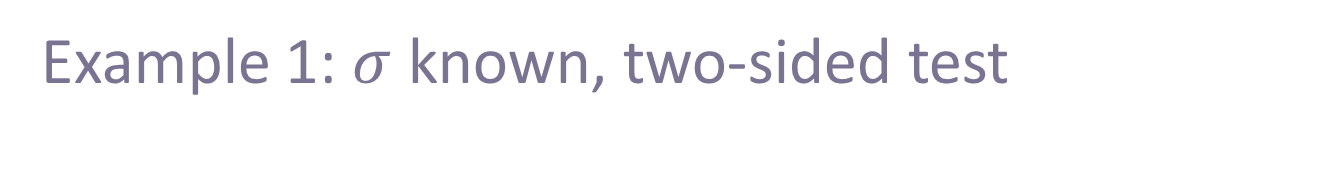 Example 1: σ known, two-sided test